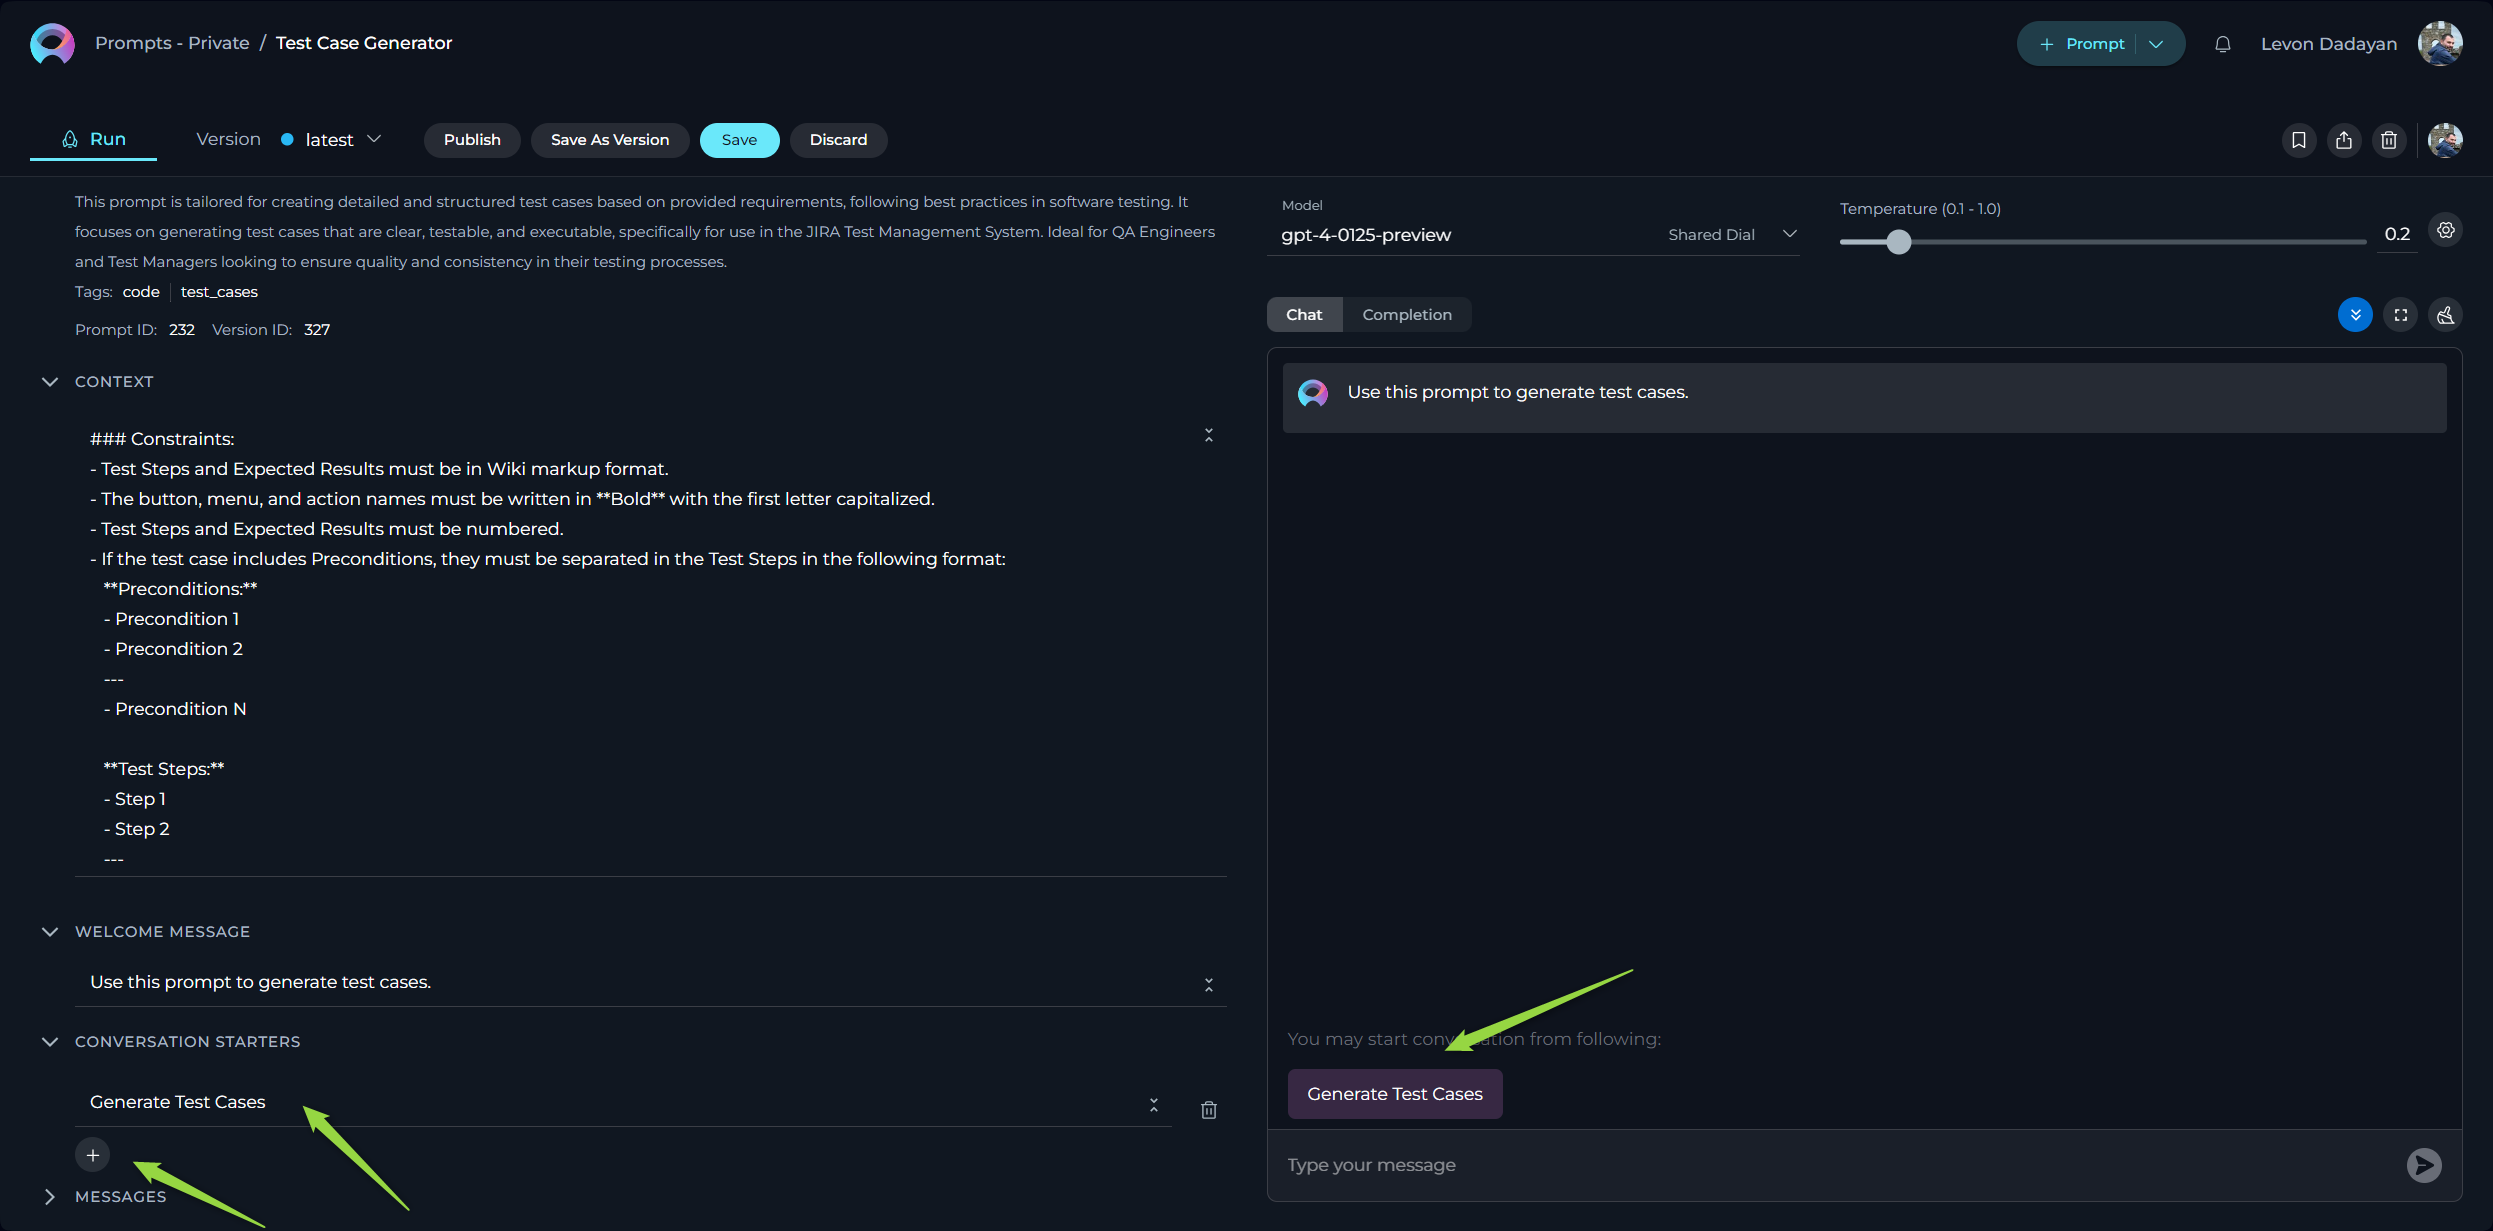 Prompts - Private / Test Case Generator
+ Prompt
Levon Dadayan
Run
Version latest
Publish
Save As Version
Save
Discard
This prompt is tailored for creating detailed and structured test cases based on provided requirements, following best practices in software testing. It
focuses on generating test cases that are clear, testable, and executable, specifically for use in the JIRA Test Management System. Ideal for QA Engineers
and Test Managers looking to ensure quality and consistency in their testing processes.
Tags: code | test_cases
Prompt ID: 232 Version ID: 327
CONTEXT
### Constraints:
- Test Steps and Expected Results must be in Wiki markup format.
- The button, menu, and action names must be written in **Bold** with the first letter capitalized.
- Test Steps and Expected Results must be numbered.
- If the test case includes Preconditions, they must be separated in the Test Steps in the following format:
**Preconditions:**
- Precondition 1
- Precondition 2
---
- Precondition N
**Test Steps:**
- Step 1
- Step 2
---
WELCOME MESSAGE
Use this prompt to generate test cases.
CONVERSATION STARTERS
Generate Test Cases
+
MESSAGES
Model
gpt-4-0125-preview
Shared Dial
Temperature (0.1 - 1.0)
0.2
Chat
Completion
Use this prompt to generate test cases.
You may start conversation from following:
Generate Test Cases
Type your message